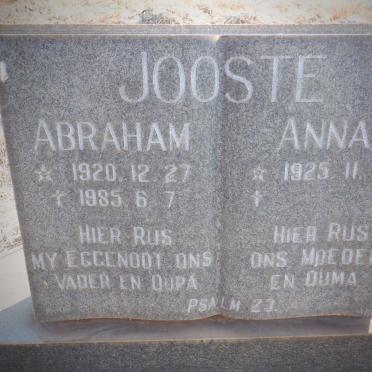 JOOSTE
ABRAHAM
☆ 1920.12.27
† 1985.6.7
HIER RUS
MY EGGENOOT ONS
VADER EN OUPA
ANNA
☆ 1925.11.
†
HIER RUS
ONS MOEDER
EN OUMA
PSALM 23